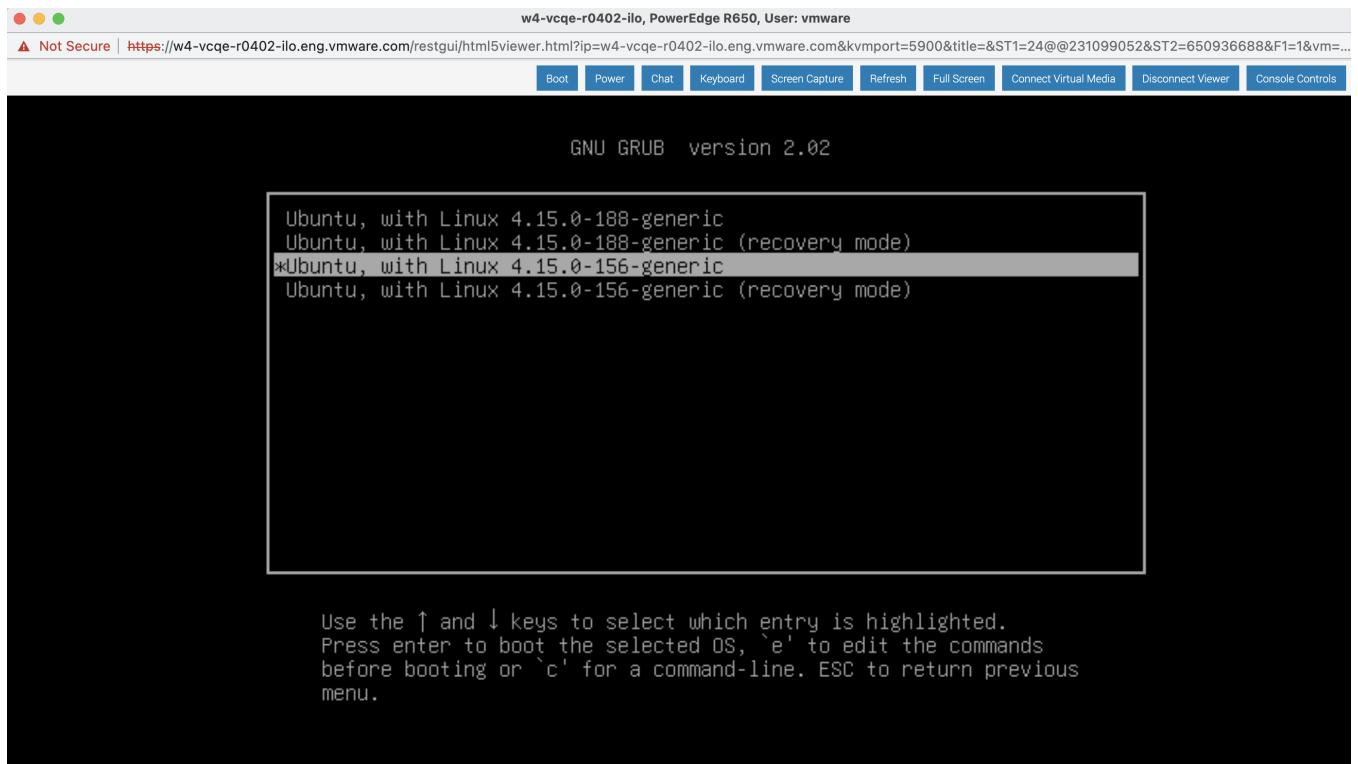 w4-vcqe-r0402-ilo, PowerEdge R650, User: vmware
Not Secure | https://w4-vcqe-r0402-ilo.eng.vmware.com/restgui/html5viewer.html?ip=w4-vcqe-r0402-ilo.eng.vmware.com&kvmport=5900&title=&ST1=24@@231099052&ST2=650936688&F1=1&vm=...
Boot Power Chat Keyboard Screen Capture Refresh Full Screen Connect Virtual Media Disconnect Viewer Console Controls
GNU GRUB version 2.02
Ubuntu, with Linux 4.15.0-188-generic
Ubuntu, with Linux 4.15.0-188-generic (recovery mode)
*Ubuntu, with Linux 4.15.0-156-generic
Ubuntu, with Linux 4.15.0-156-generic (recovery mode)
Use the ↑ and ↓ keys to select which entry is highlighted.
Press enter to boot the selected OS, `e' to edit the commands
before booting or `c' for a command-line. ESC to return previous
menu.